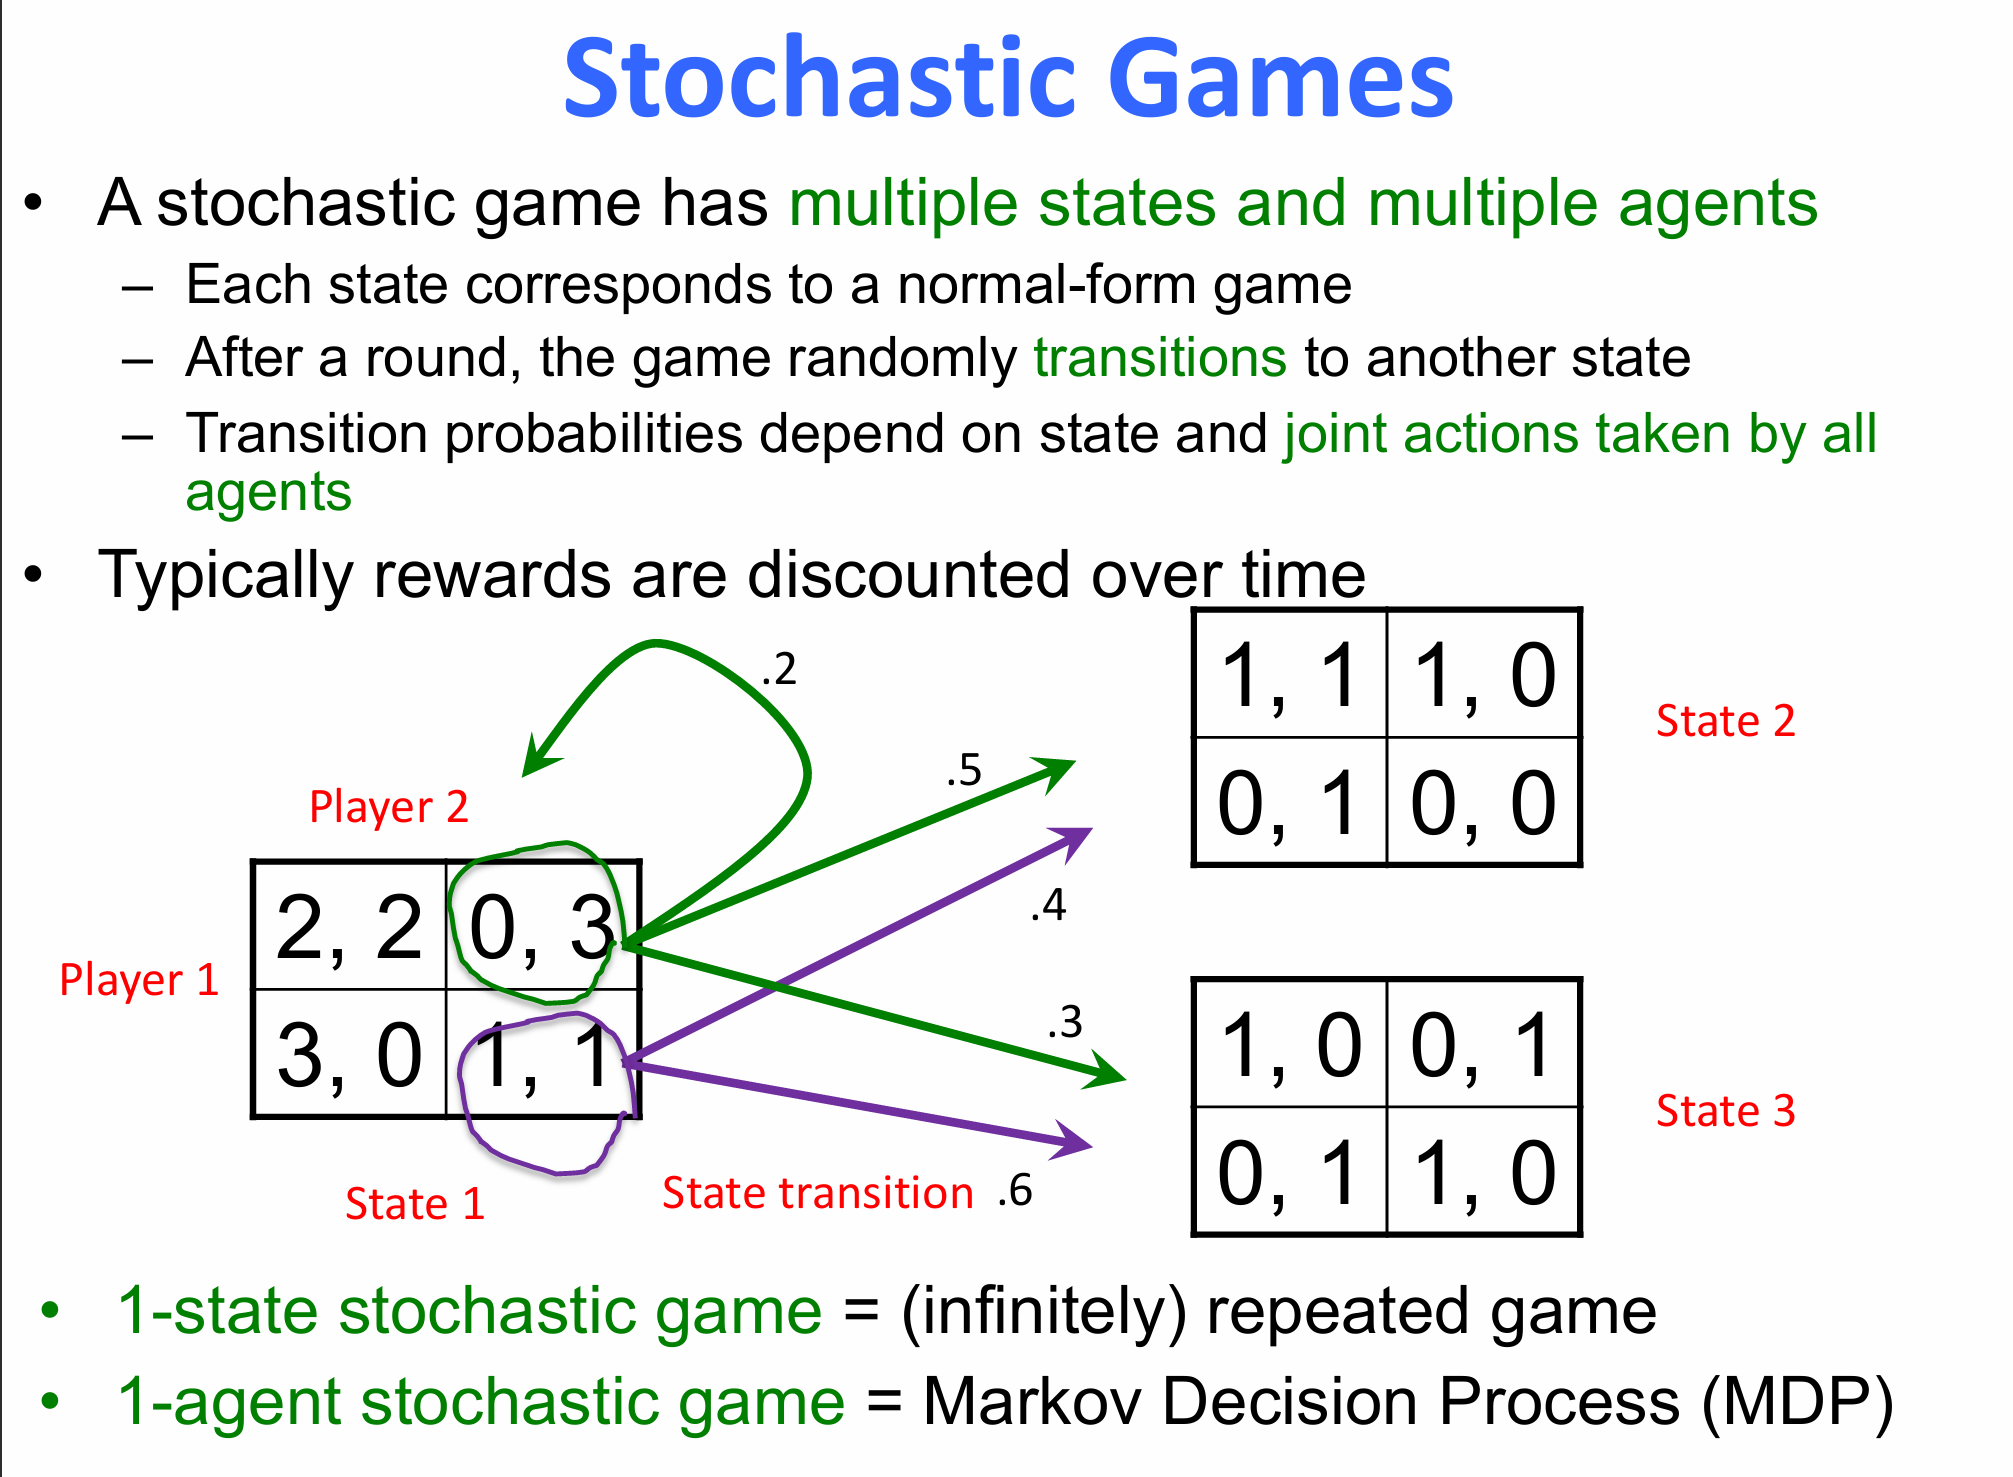 Stochastic Games
• A stochastic game has multiple states and multiple agents
– Each state corresponds to a normal-form game
– After a round, the game randomly transitions to another state
– Transition probabilities depend on state and joint actions taken by all
agents
• Typically rewards are discounted over time
.2
.5
.4
.3
.6
Player 2
Player 1
2, 2 0, 3
3, 0 1, 1
State 1
State transition
1, 1 1, 0
0, 1 0, 0
State 2
1, 0 0, 1
0, 1 1, 0
State 3
• 1-state stochastic game = (infinitely) repeated game
• 1-agent stochastic game = Markov Decision Process (MDP)